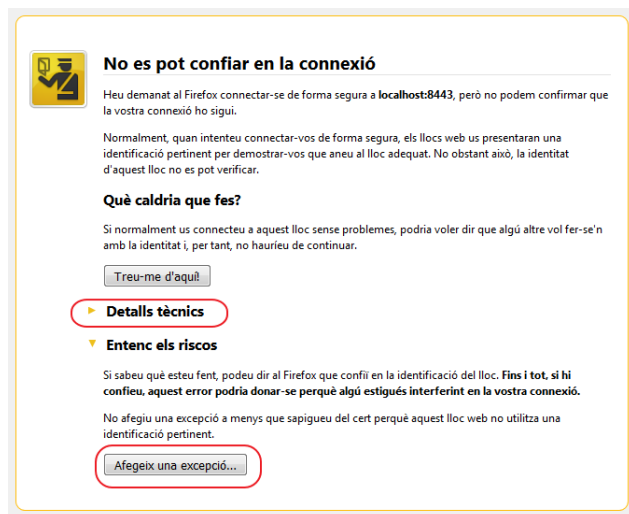 No es pot confiar en la connexió
Heu demanat al Firefox connectar-se de forma segura a localhost:8443, però no podem confirmar que
la vostra connexió ho sigui.
Normalment, quan intenteu connectar-vos de forma segura, els llocs web us presentaran una
identificació pertinent per demostrar-vos que aneu al lloc adequat. No obstant això, la identitat
d'aquest lloc no es pot verificar.
Què caldria que fes?
Si normalment us connecteu a aquest lloc sense problemes, podria voler dir que algú altre vol fer-se'n
amb la identitat i, per tant, no hauríeu de continuar.
Treu-me d'aquí!
Detalls tècnics
Entenc els riscos
Si sabeu què esteu fent, podeu dir al Firefox que confiï en la identificació del lloc. Fins i tot, si hi
confieu, aquest error podria donar-se perquè algú estigués interferint en la vostra connexió.
No afegiu una excepció a menys que sapigueu del cert perquè aquest lloc web no utilitza una
identificació pertinent.
Afegeix una excepció...